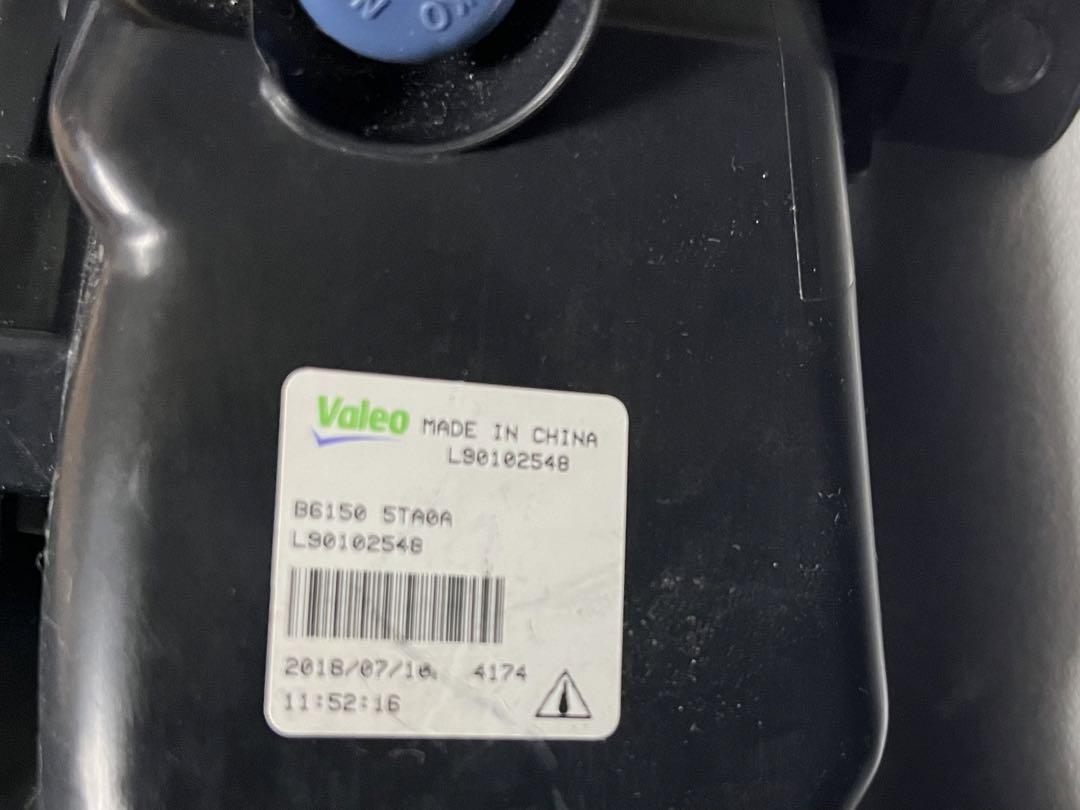 Valeo MADE IN CHINA
L90102548
B6150 5TA0A
L90102548
2018/07/10 4174
11:52:16